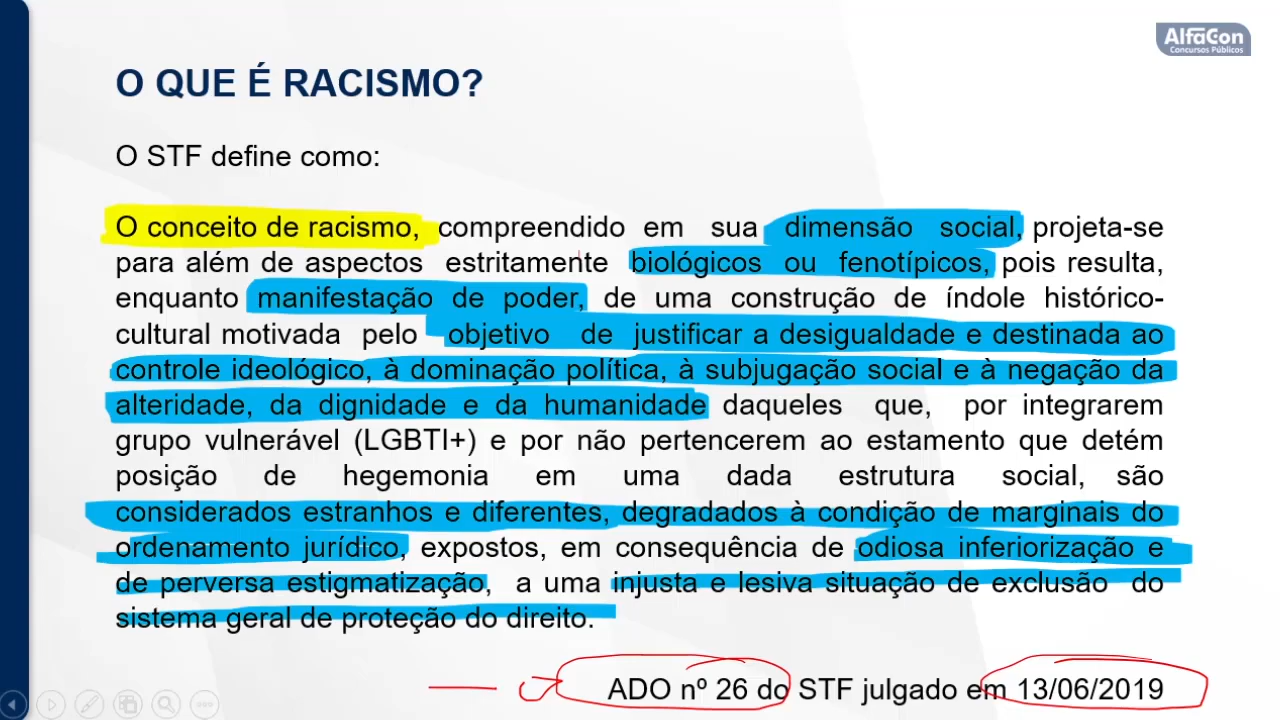 AlfaCon
Concursos Públicos
O QUE É RACISMO?
O STF define como:
O conceito de racismo, compreendido em sua dimensão social, projeta-se
para além de aspectos estritamente biológicos ou fenotípicos, pois resulta,
enquanto manifestação de poder, de uma construção de índole histórico-
cultural motivada pelo objetivo de justificar a desigualdade e destinada ao
controle ideológico, à dominação política, à subjugação social e à negação da
alteridade, da dignidade e da humanidade daqueles que, por integrarem
grupo vulnerável (LGBTI+) e por não pertencerem ao estamento que detém
posição de hegemonia em uma dada estrutura social, são
considerados estranhos e diferentes, degradados à condição de marginais do
ordenamento jurídico, expostos, em consequência de odiosa inferiorização e
de perversa estigmatização, a uma injusta e lesiva situação de exclusão do
sistema geral de proteção do direito.
ADO nº 26 do STF julgado em 13/06/2019